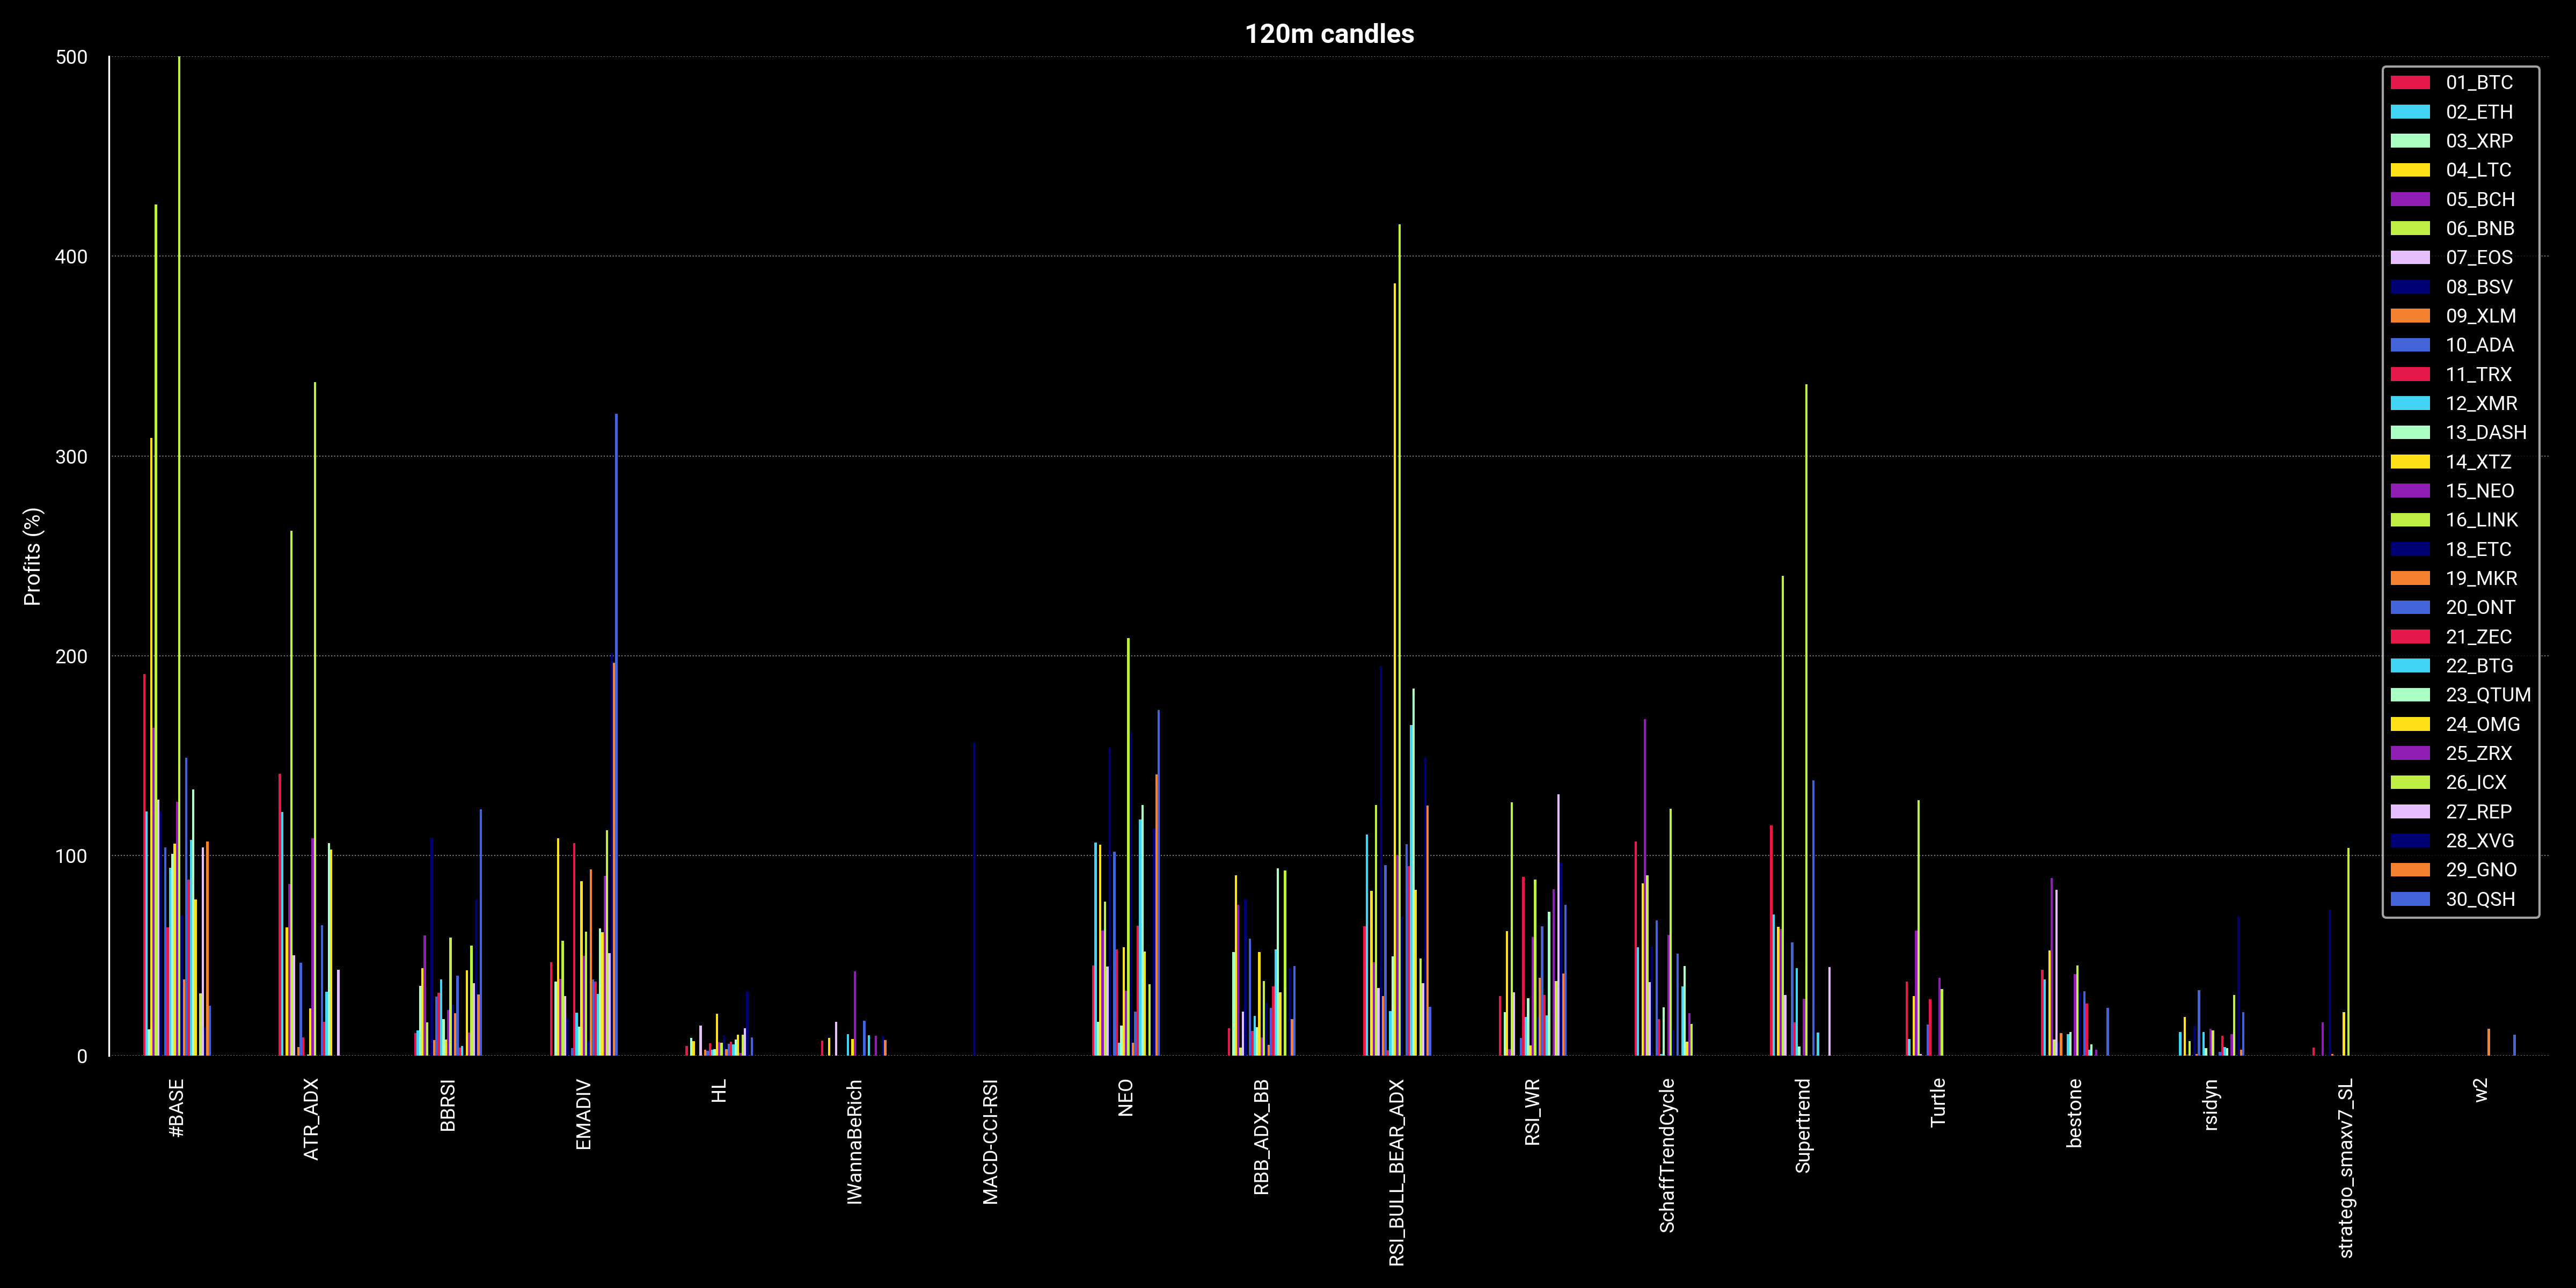 120m candles
500
400
300
200
100
0
Profits (%)
01_BTC
02_ETH
03_XRP
04_LTC
05_BCH
06_BNB
07_EOS
08_BSV
09_XLM
10_ADA
11_TRX
12_XMR
13_DASH
14_XTZ
15_NEO
16_LINK
18_ETC
19_MKR
20_ONT
21_ZEC
22_BTG
23_QTUM
24_OMG
25_ZRX
26_ICX
27_REP
28_XVG
29_GNO
30_QSH
#BASE
ATR_ADX
BBRSI
EMADIV
HL
IWannaBeRich
MACD-CCI-RSI
NEO
RBB_ADX_BB
RSI_BULL_BEAR_ADX
RSI_WR
SchaffTrendCycle
Supertrend
Turtle
bestone
rsidyn
stratego_smaxv7_SL
w2